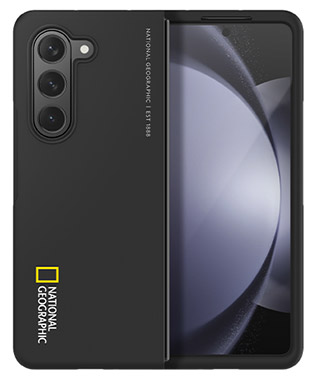 NATIONAL GEOGRAPHIC | EST 1888
NATIONAL
GEOGRAPHIC